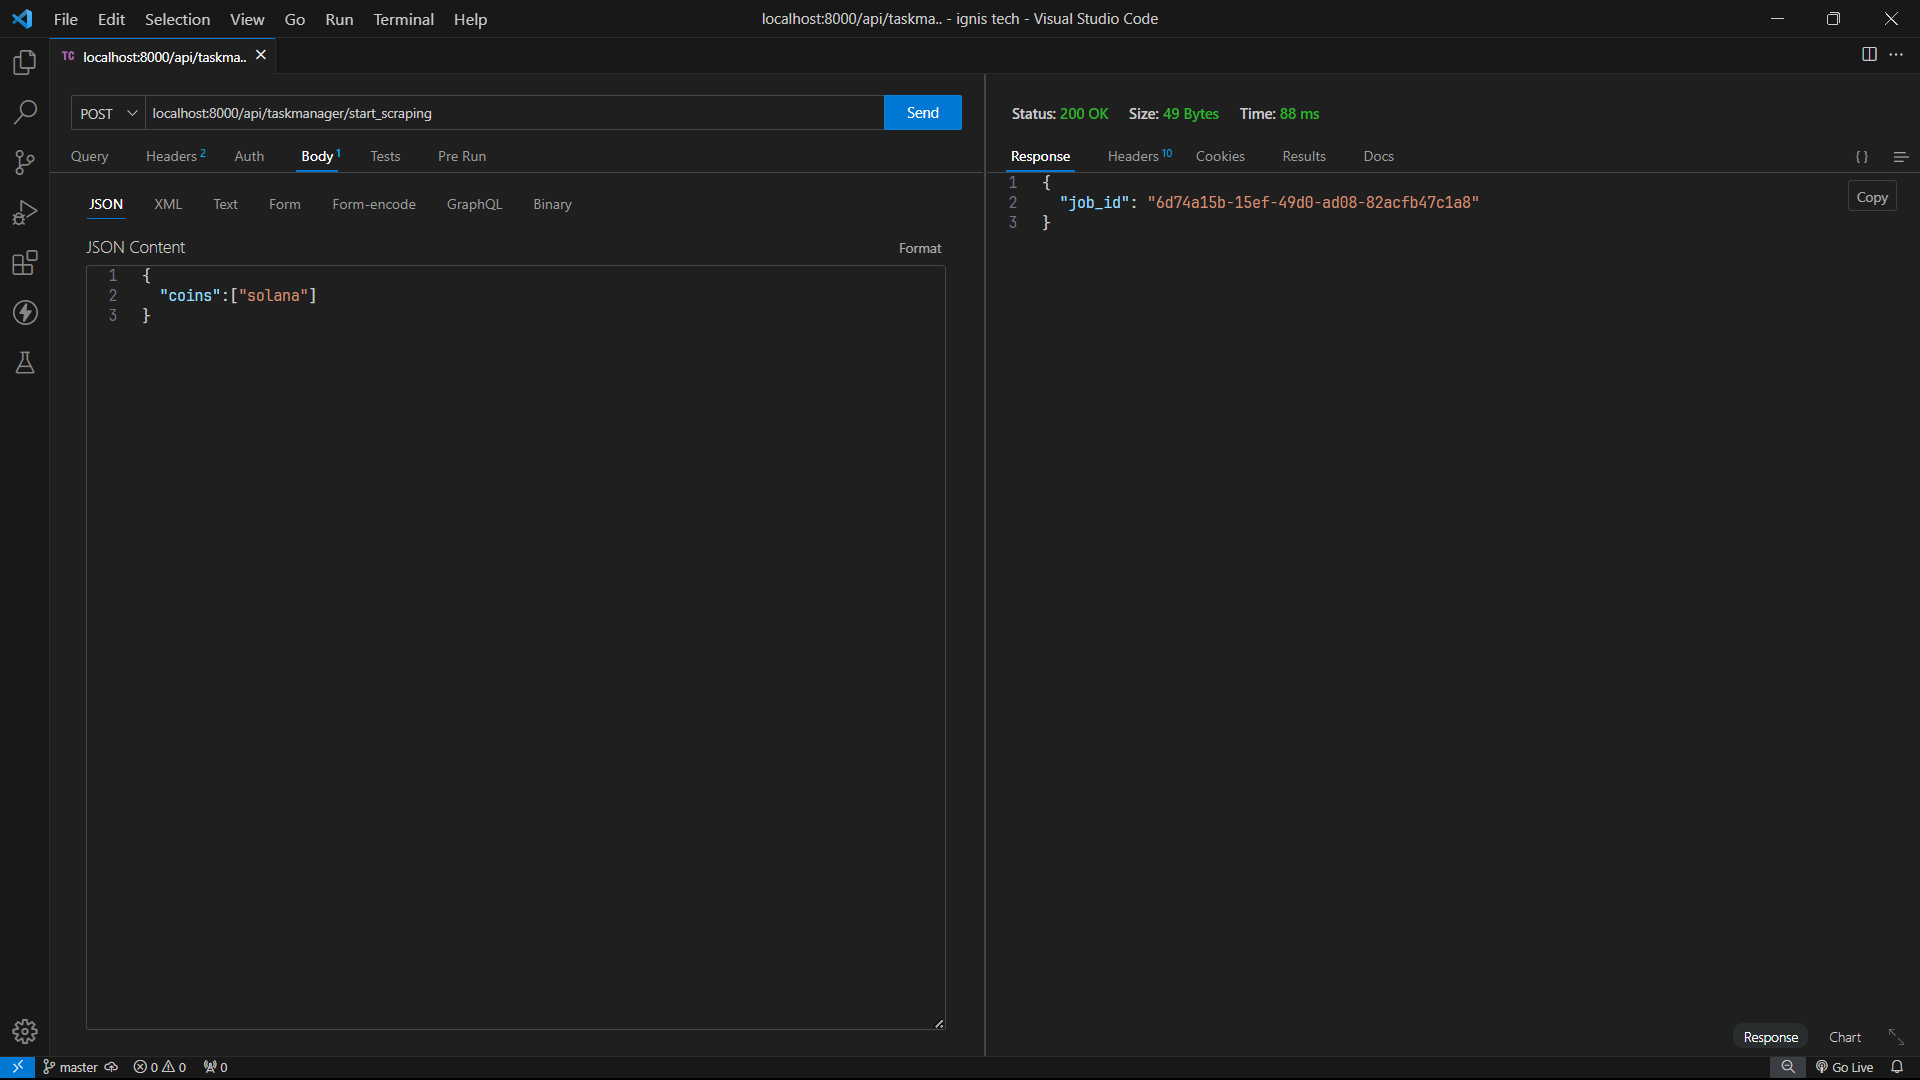 File Edit Selection View Go Run Terminal Help
localhost:8000/api/taskma.. - ignis tech - Visual Studio Code
TC localhost:8000/api/taskma..
POST localhost:8000/api/taskmanager/start_scraping Send
Query Headers 2 Auth Body 1 Tests Pre Run
JSON XML Text Form Form-encode GraphQL Binary
JSON Content Format
1 {
2 "coins":["solana"]
3 }
Status: 200 OK Size: 49 Bytes Time: 88 ms
Response Headers 10 Cookies Results Docs { }
1 {
2 "job_id": "6d74a15b-15ef-49d0-ad08-82acfb47c1a8"
3 }
Copy
Response Chart
master 0 0 0 Go Live